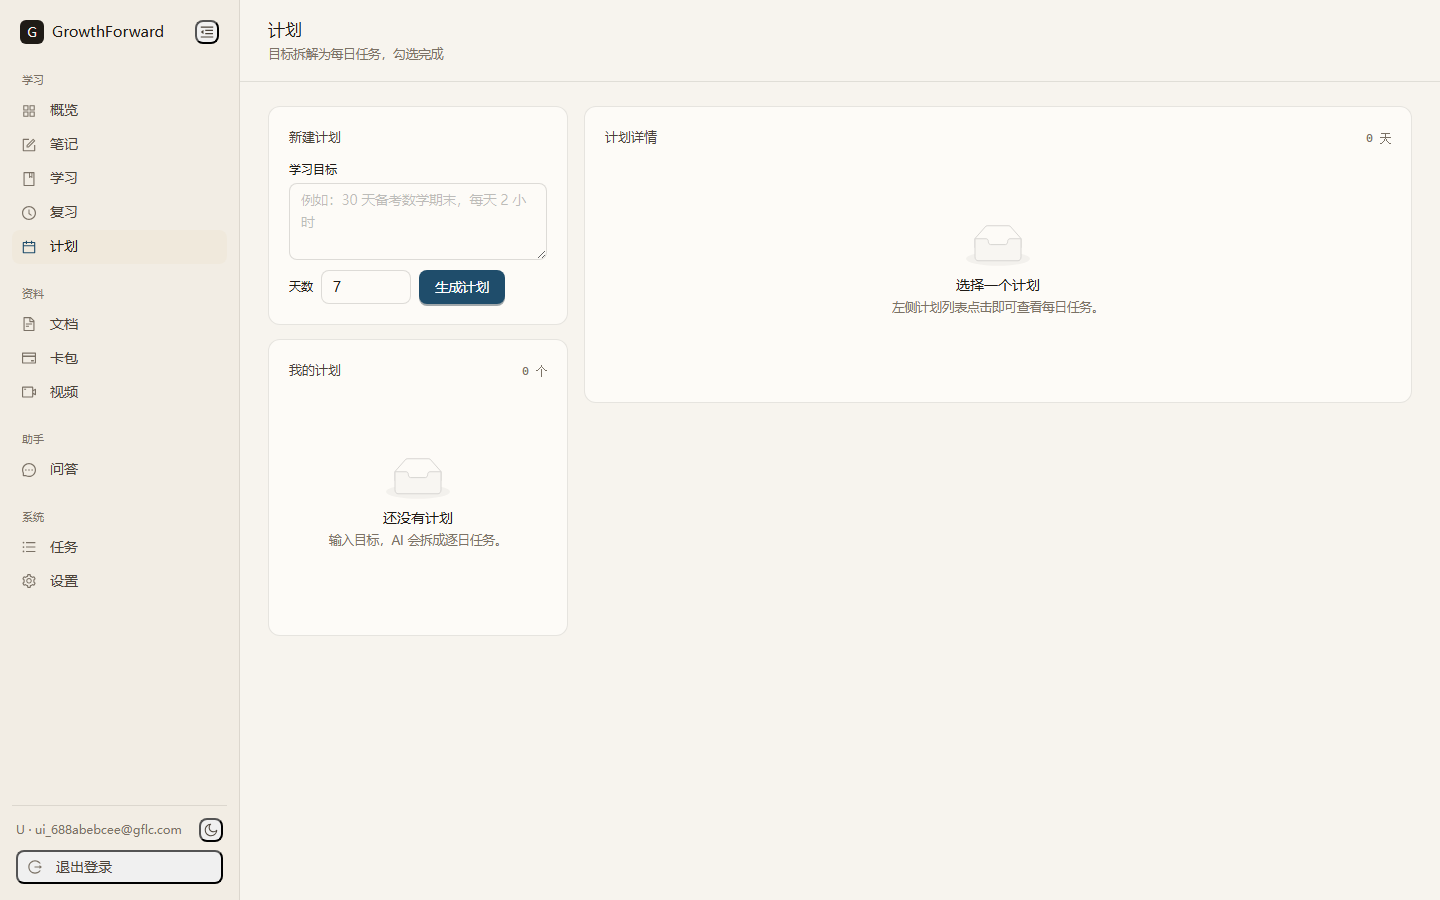 G GrowthForward
学习
概览
笔记
学习
复习
计划
资料
文档
卡包
视频
助手
问答
系统
任务
设置
U · ui_688abebcee@gflc.com
退出登录
计划
目标拆解为每日任务，勾选完成
新建计划
学习目标
例如：30 天备考数学期末，每天 2 小
时
天数 7 生成计划
我的计划 0 个
还没有计划
输入目标，AI 会拆成逐日任务。
计划详情 0 天
选择一个计划
左侧计划列表点击即可查看每日任务。